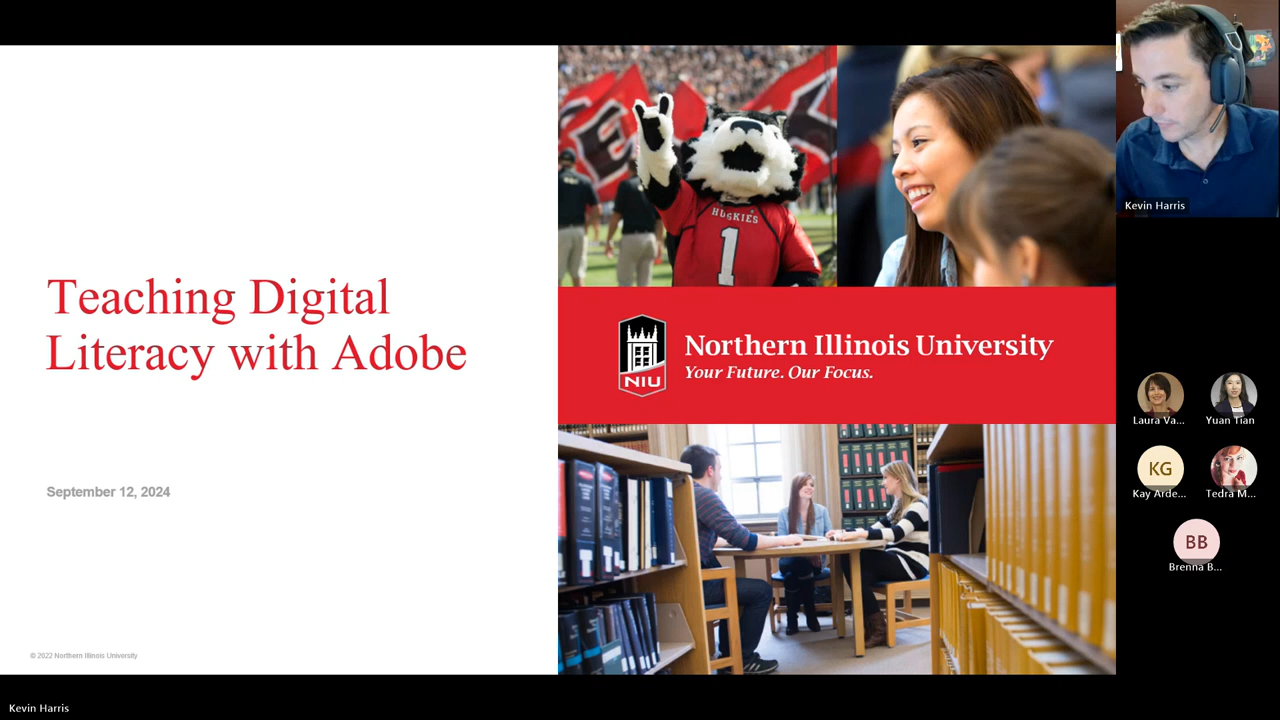 Teaching Digital
Literacy with Adobe
September 12, 2024
© 2022 Northern Illinois University
HUSKIES
1
NIU
Northern Illinois University
Your Future. Our Focus.
Kevin Harris
Laura Va...
Yuan Tian
KG
Kay Arde...
Tedra M...
BB
Brenna B...
Kevin Harris